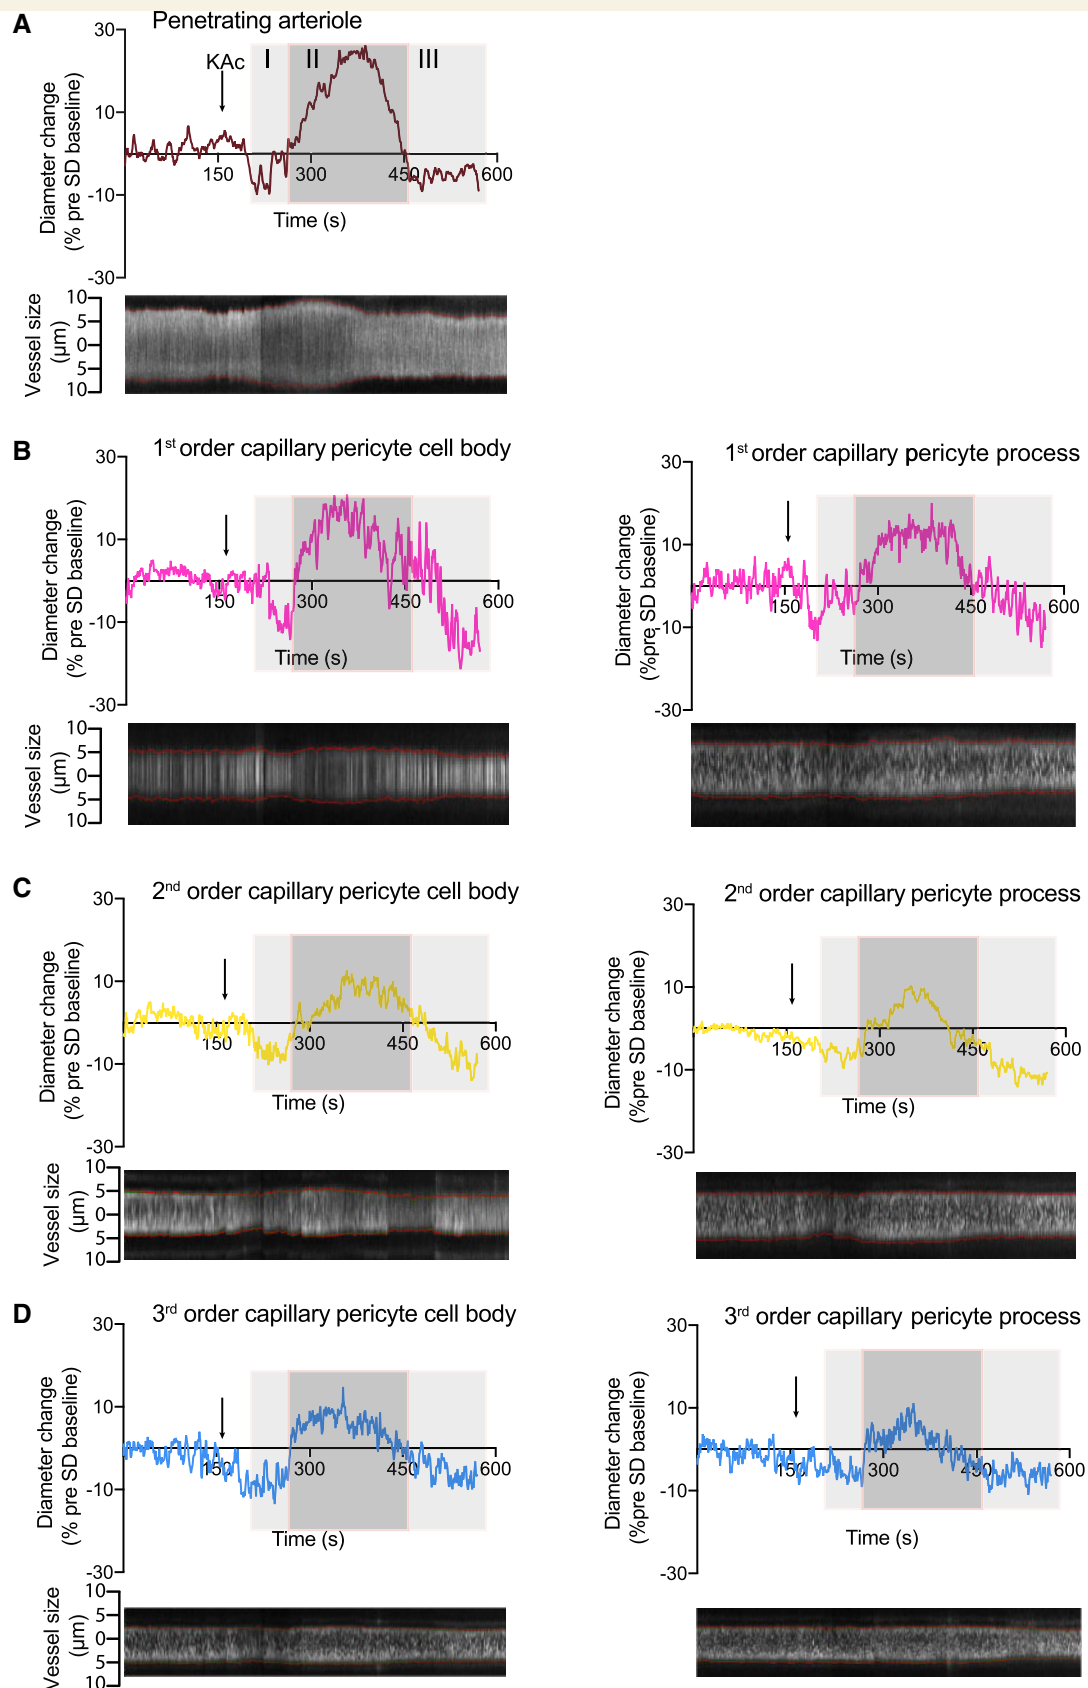 A
Penetrating arteriole
30
10
-10
-30
Diameter change
(% pre SD baseline)
KAc
I
II
III
150
300
450
600
Time (s)
Vessel size
(µm)
10
5
0
5
10
B
1st order capillary pericyte cell body
30
10
-10
-30
Diameter change
(% pre SD baseline)
150
300
450
600
Time (s)
Vessel size
(µm)
10
5
0
5
10
1st order capillary pericyte process
30
10
-10
-30
Diameter change
(%pre SD baseline)
150
300
450
600
Time (s)
C
2nd order capillary pericyte cell body
30
10
-10
-30
Diameter change
(% pre SD baseline)
150
300
450
600
Time (s)
Vessel size
(µm)
10
5
0
5
10
2nd order capillary pericyte process
30
10
-10
-30
Diameter change
(%pre SD baseline)
150
300
450
600
Time (s)
D
3rd order capillary pericyte cell body
30
10
-10
-30
Diameter change
(% pre SD baseline)
150
300
450
600
Time (s)
Vessel size
(µm)
10
5
0
5
10
3rd order capillary pericyte process
30
10
-10
-30
Diameter change
(%pre SD baseline)
150
300
450
600
Time (s)